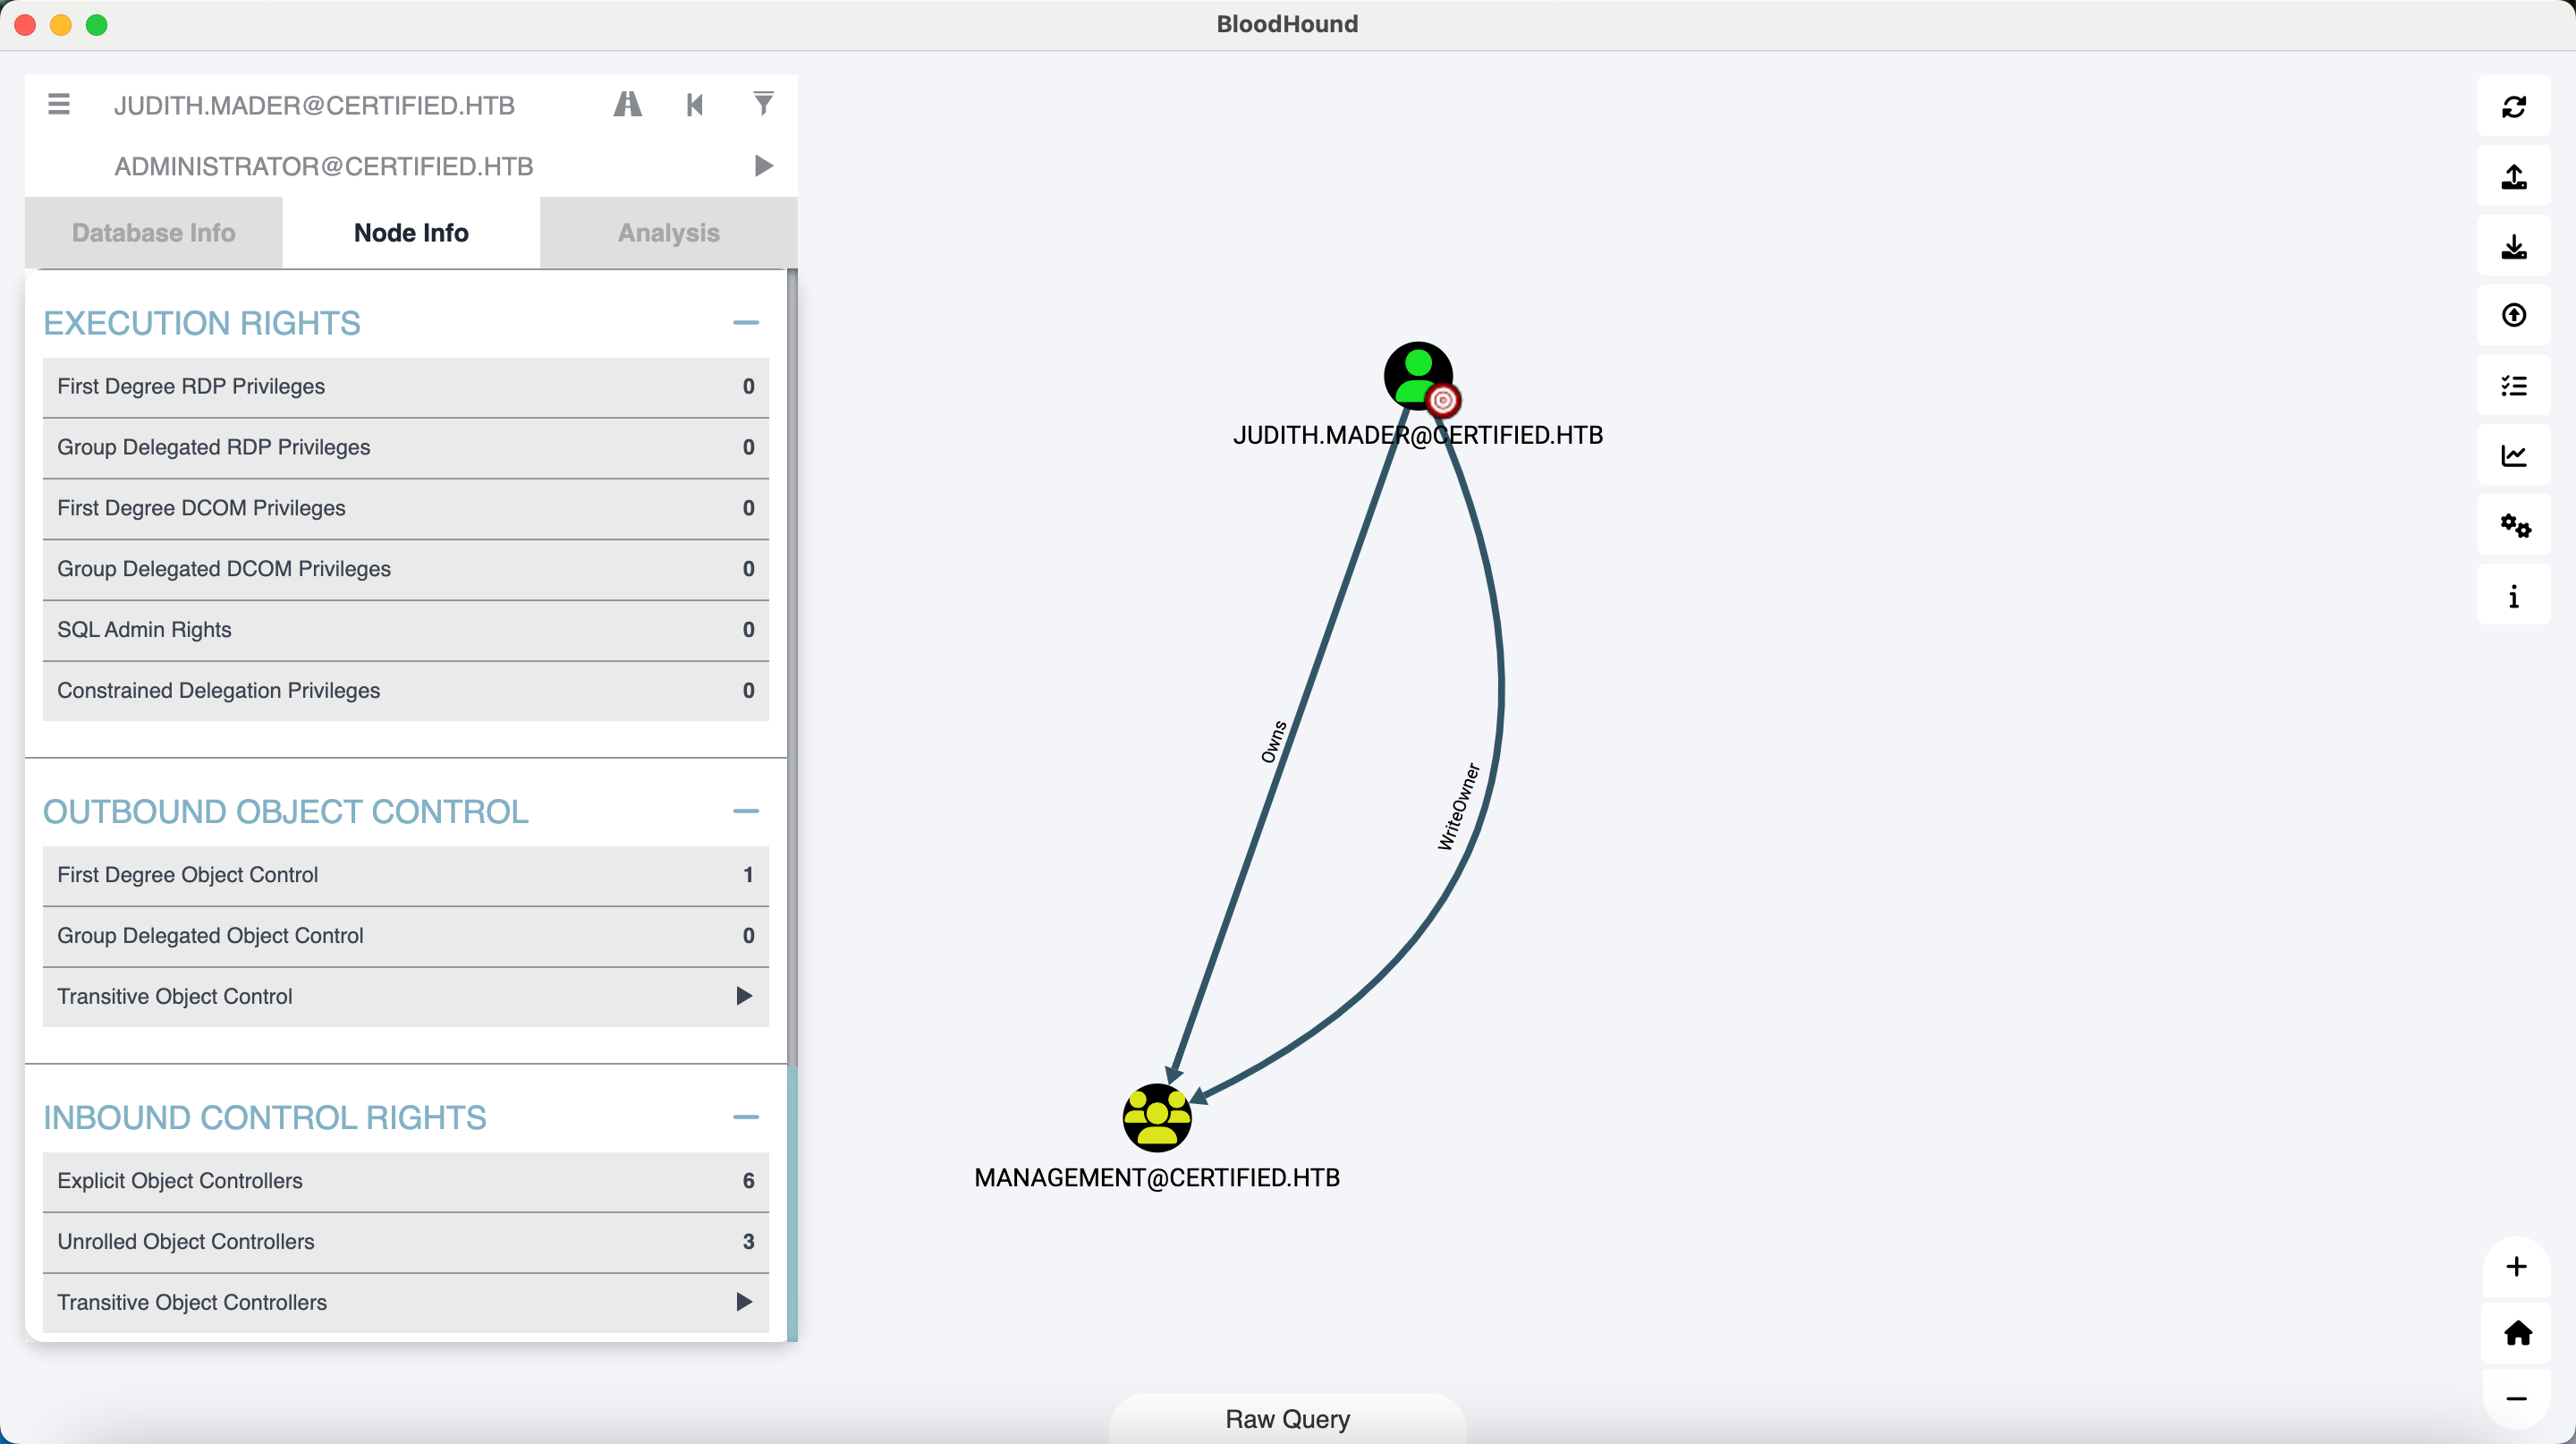 BloodHound
JUDITH.MADER@CERTIFIED.HTB
ADMINISTRATOR@CERTIFIED.HTB
Database Info
Node Info
Analysis
EXECUTION RIGHTS
First Degree RDP Privileges 0
Group Delegated RDP Privileges 0
First Degree DCOM Privileges 0
Group Delegated DCOM Privileges 0
SQL Admin Rights 0
Constrained Delegation Privileges 0
OUTBOUND OBJECT CONTROL
First Degree Object Control 1
Group Delegated Object Control 0
Transitive Object Control
INBOUND CONTROL RIGHTS
Explicit Object Controllers 6
Unrolled Object Controllers 3
Transitive Object Controllers
JUDITH.MADER@CERTIFIED.HTB
Owns
WriteOwner
MANAGEMENT@CERTIFIED.HTB
Raw Query